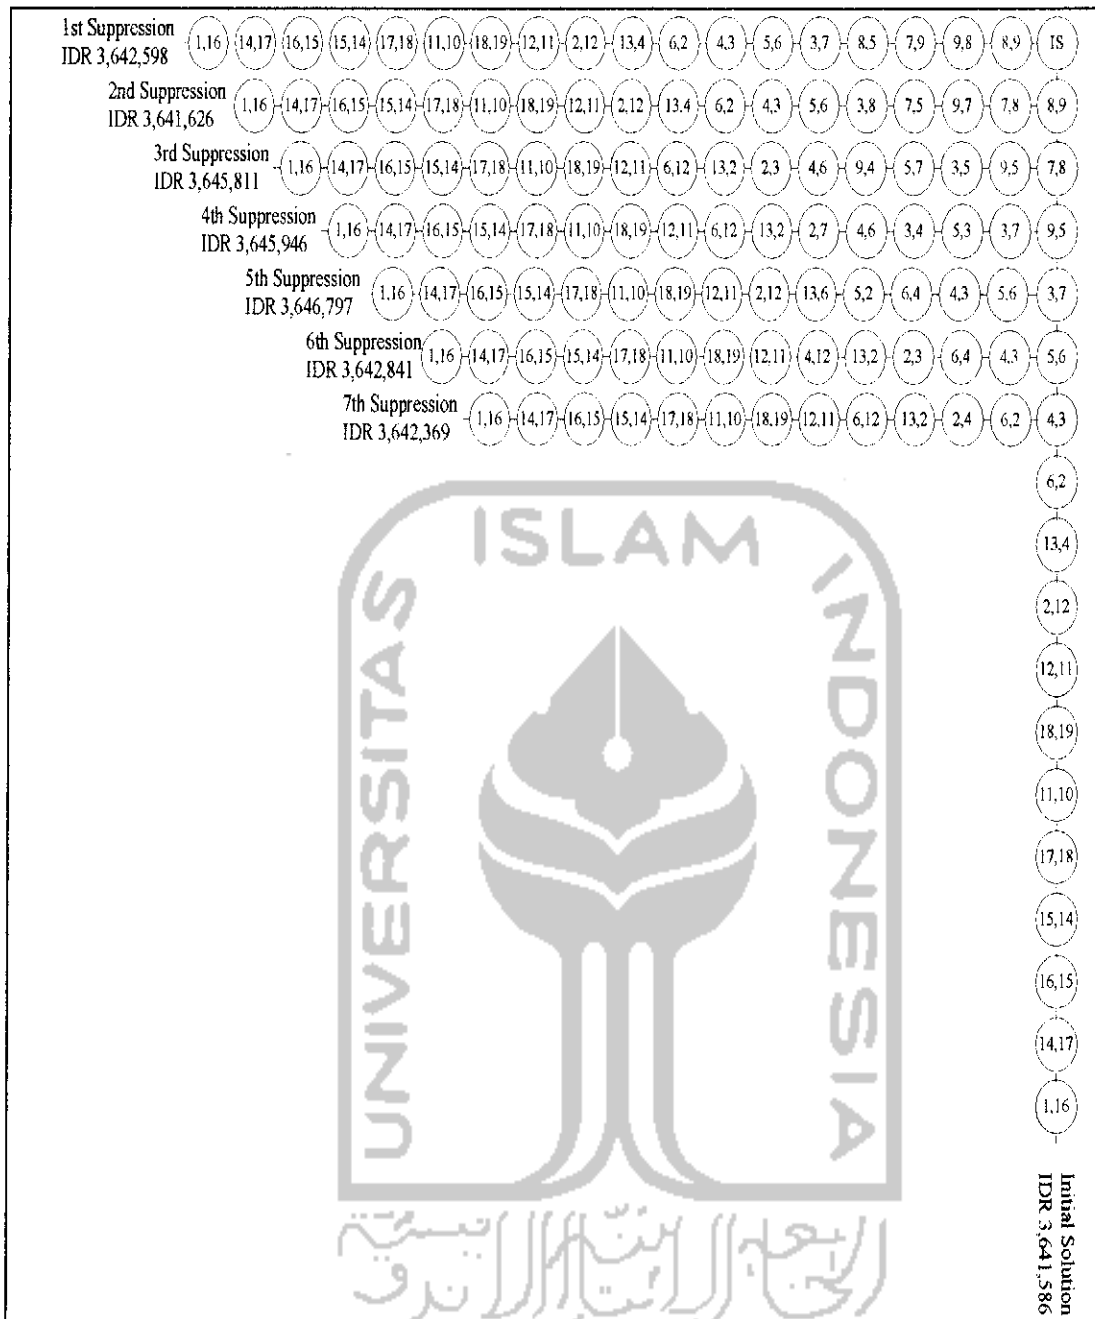 1st Suppression
IDR 3,642,598
1,16 14,17 16,15 15,14 17,18 11,10 18,19 12,11 2,12 13,4 6,2 4,3 5,6 3,7 8,5 7,9 9,8 8,9 IS
2nd Suppression
IDR 3,641,626
1,16 14,17 16,15 15,14 17,18 11,10 18,19 12,11 2,12 13,4 6,2 4,3 5,6 3,8 7,5 9,7 7,8 8,9
3rd Suppression
IDR 3,645,811
1,16 14,17 16,15 15,14 17,18 11,10 18,19 12,11 6,12 13,2 2,3 4,6 9,4 5,7 3,5 9,5 7,8
4th Suppression
IDR 3,645,946
1,16 14,17 16,15 15,14 17,18 11,10 18,19 12,11 6,12 13,2 2,7 4,6 3,4 5,3 3,7 9,5
5th Suppression
IDR 3,646,797
1,16 14,17 16,15 15,14 17,18 11,10 18,19 12,11 2,12 13,6 5,2 6,4 4,3 5,6 3,7
6th Suppression
IDR 3,642,841
1,16 14,17 16,15 15,14 17,18 11,10 18,19 12,11 4,12 13,2 2,3 6,4 4,3 5,6
7th Suppression
IDR 3,642,369
1,16 14,17 16,15 15,14 17,18 11,10 18,19 12,11 6,12 13,2 2,4 6,2 4,3
6,2
13,4
2,12
12,11
18,19
11,10
17,18
15,14
16,15
14,17
1,16
Initial Solution
IDR 3,641,586
UNIVERSITAS ISLAM INDONESIA